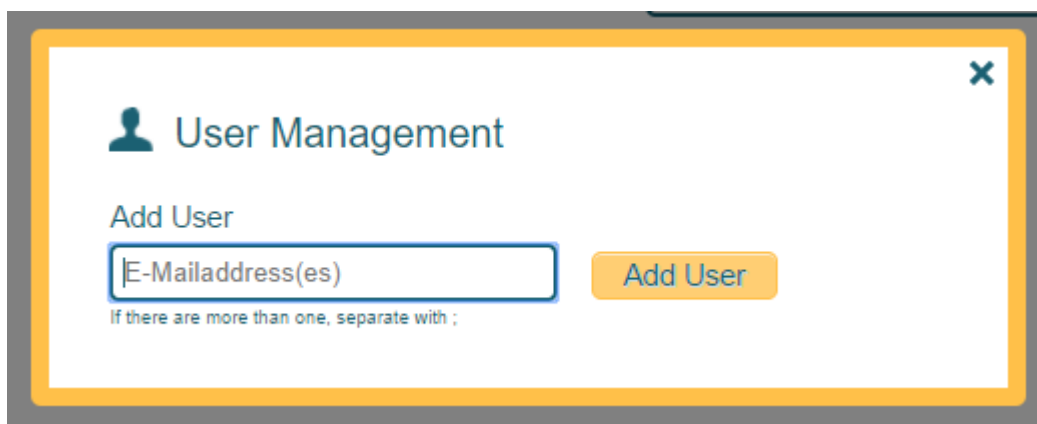 User Management
Add User
E-Mailaddress(es)
Add User
If there are more than one, separate with ;